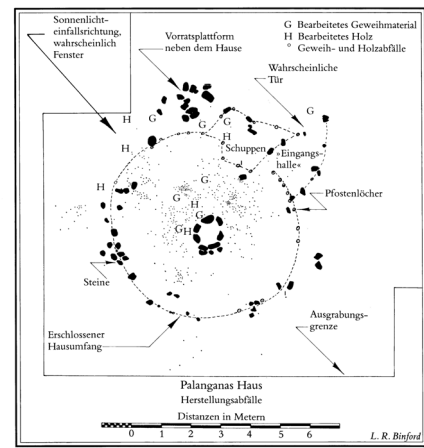 Sonnenlicht-
einfallsrichtung,
wahrscheinlich
Fenster
Vorratsplattform
neben dem Hause
G Bearbeitetes Geweihmaterial
H Bearbeitetes Holz
Geweih- und Holzabfälle
Wahrscheinliche
Tür
H
G
G
G
G
H
H
Schuppen
»Eingangs-
halle«
H
G
G
H
G
G H
Pfostenlöcher
Steine
Erschlossener
Hausumfang
Ausgrabungs-
grenze
Palanganas Haus
Herstellungsabfälle
Distanzen in Metern
0 1 2 3 4 5 6
L. R. Binford